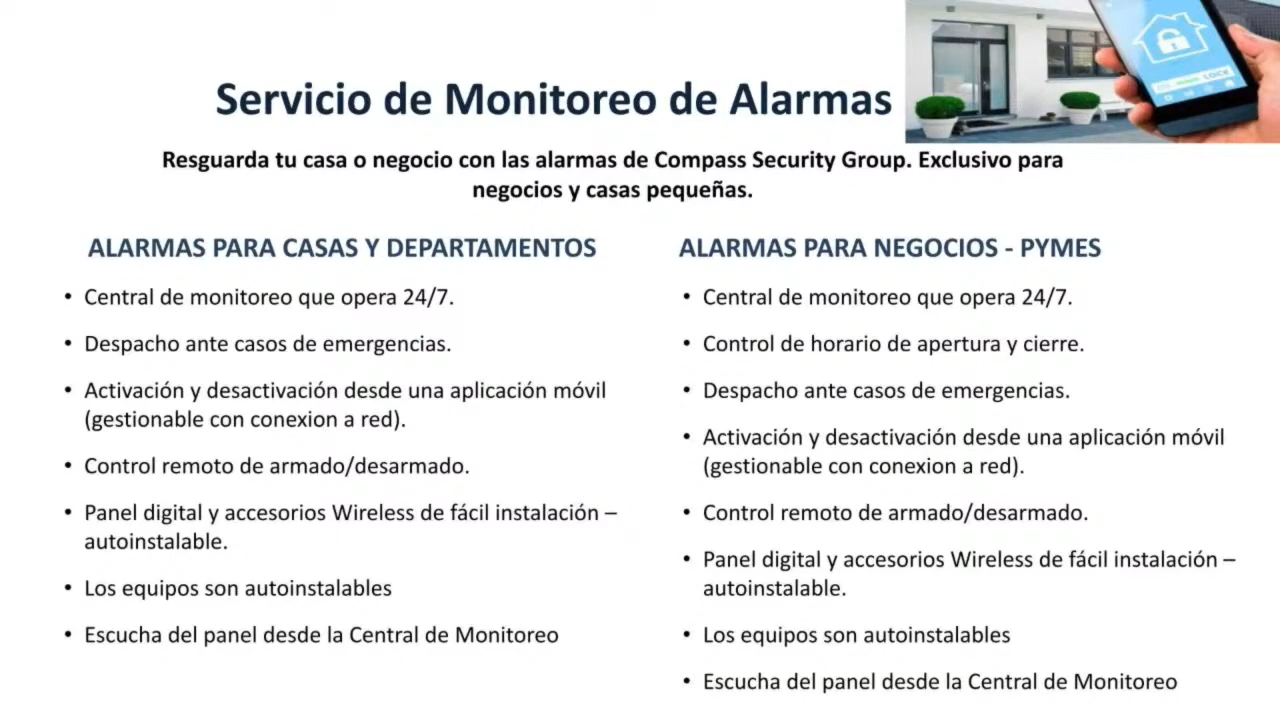 Servicio de Monitoreo de Alarmas
Resguarda tu casa o negocio con las alarmas de Compass Security Group. Exclusivo para
negocios y casas pequeñas.
ALARMAS PARA CASAS Y DEPARTAMENTOS
• Central de monitoreo que opera 24/7.
• Despacho ante casos de emergencias.
• Activación y desactivación desde una aplicación móvil
(gestionable con conexion a red).
• Control remoto de armado/desarmado.
• Panel digital y accesorios Wireless de fácil instalación –
autoinstalable.
• Los equipos son autoinstalables
• Escucha del panel desde la Central de Monitoreo
ALARMAS PARA NEGOCIOS - PYMES
• Central de monitoreo que opera 24/7.
• Control de horario de apertura y cierre.
• Despacho ante casos de emergencias.
• Activación y desactivación desde una aplicación móvil
(gestionable con conexion a red).
• Control remoto de armado/desarmado.
• Panel digital y accesorios Wireless de fácil instalación –
autoinstalable.
• Los equipos son autoinstalables
• Escucha del panel desde la Central de Monitoreo